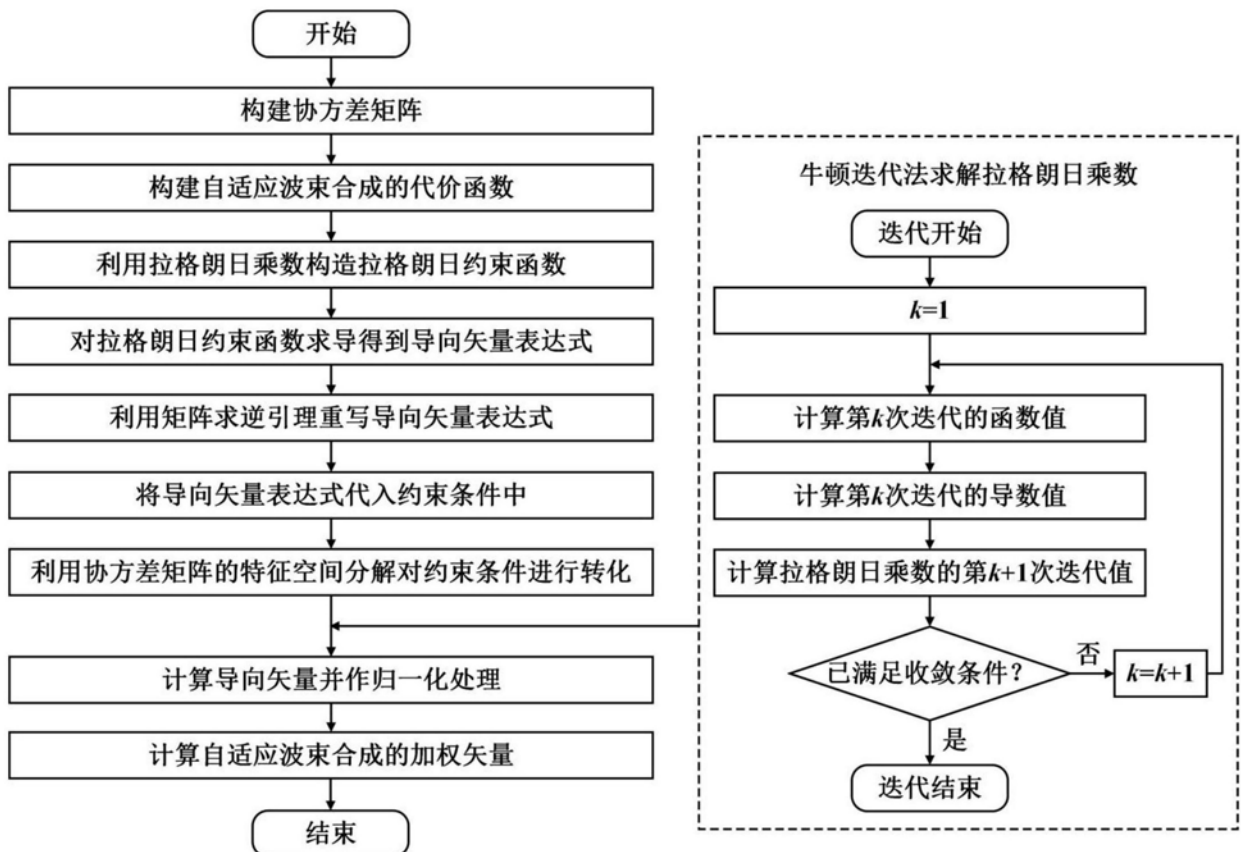 开始
构建协方差矩阵
构建自适应波束合成的代价函数
利用拉格朗日乘数构造拉格朗日约束函数
对拉格朗日约束函数求导得到导向矢量表达式
利用矩阵求逆引理重写导向矢量表达式
将导向矢量表达式代入约束条件中
利用协方差矩阵的特征空间分解对约束条件进行转化
计算导向矢量并作归一化处理
计算自适应波束合成的加权矢量
结束
牛顿迭代法求解拉格朗日乘数
迭代开始
k=1
计算第k次迭代的函数值
计算第k次迭代的导数值
计算拉格朗日乘数的第k+1次迭代值
已满足收敛条件？
否
k=k+1
是
迭代结束